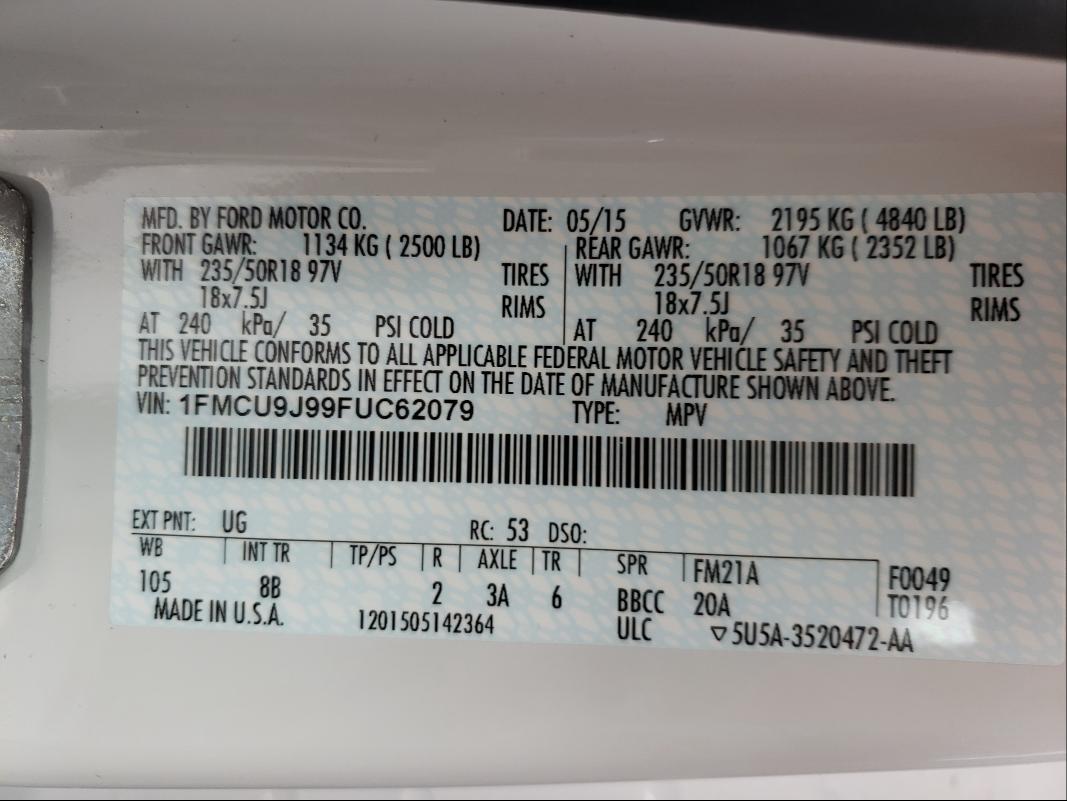 MFD. BY FORD MOTOR CO. DATE: 05/15 GVWR: 2195 KG ( 4840 LB)
FRONT GAWR: 1134 KG ( 2500 LB) REAR GAWR: 1067 KG ( 2352 LB)
WITH 235/50R18 97V TIRES WITH 235/50R18 97V TIRES
18x7.5J RIMS 18x7.5J RIMS
AT 240 kPa/ 35 PSI COLD AT 240 kPa/ 35 PSI COLD
THIS VEHICLE CONFORMS TO ALL APPLICABLE FEDERAL MOTOR VEHICLE SAFETY AND THEFT
PREVENTION STANDARDS IN EFFECT ON THE DATE OF MANUFACTURE SHOWN ABOVE.
VIN: 1FMCU9J99FUC62079 TYPE: MPV
EXT PNT: UG RC: 53 DSO:
WB INT TR TP/PS R AXLE TR SPR FM21A F0049
105 8B 2 3A 6 BBCC 20A T0196
MADE IN U.S.A. 1201505142364 ULC ▽5U5A-3520472-AA